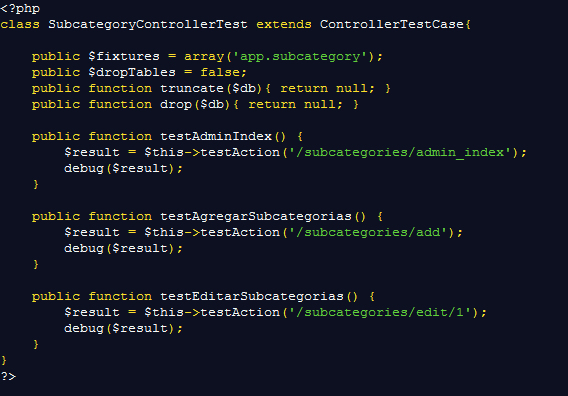 <?php
class SubcategoryControllerTest extends ControllerTestCase{
public $fixtures = array('app.subcategory');
public $dropTables = false;
public function truncate($db){ return null; }
public function drop($db){ return null; }
public function testAdminIndex() {
$result = $this->testAction('/subcategories/admin_index');
debug($result);
}
public function testAgregarSubcategorias() {
$result = $this->testAction('/subcategories/add');
debug($result);
}
public function testEditarSubcategorias() {
$result = $this->testAction('/subcategories/edit/1');
debug($result);
}
}
?>